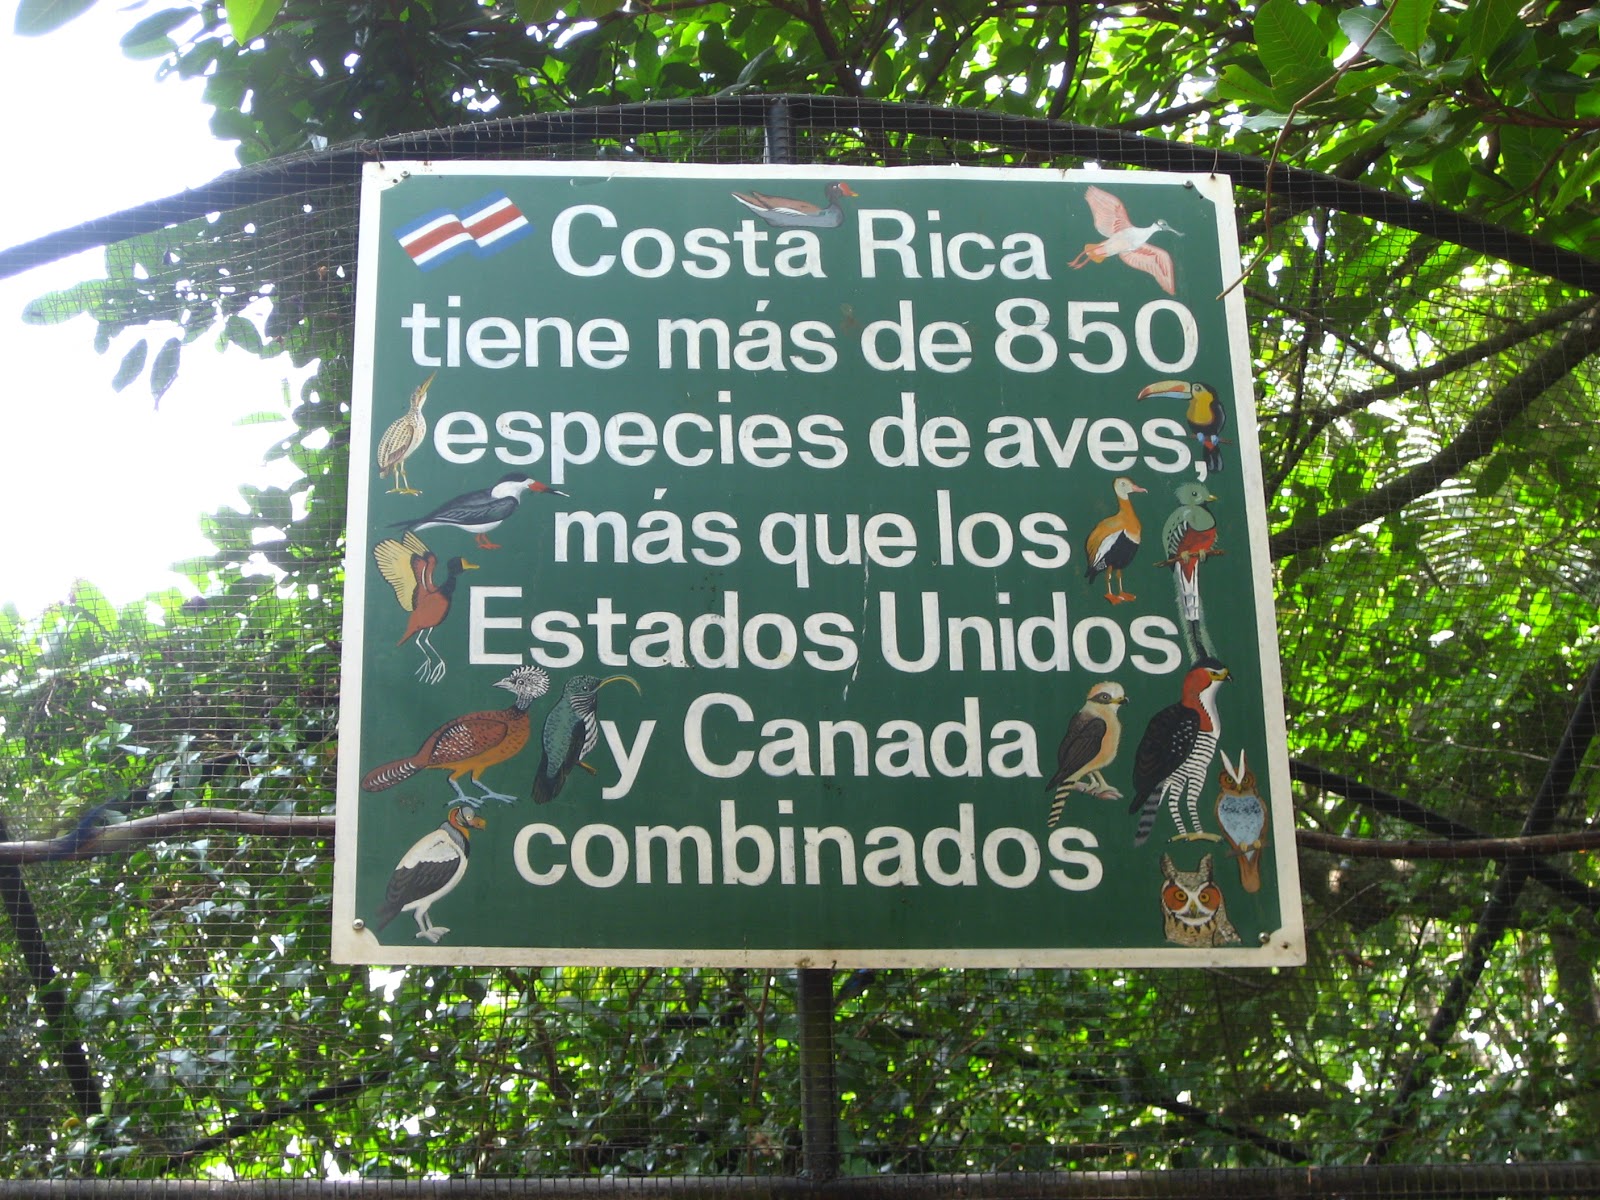 Costa Rica
tiene más de 850
especies de aves,
más que los
Estados Unidos
y Canada
combinados